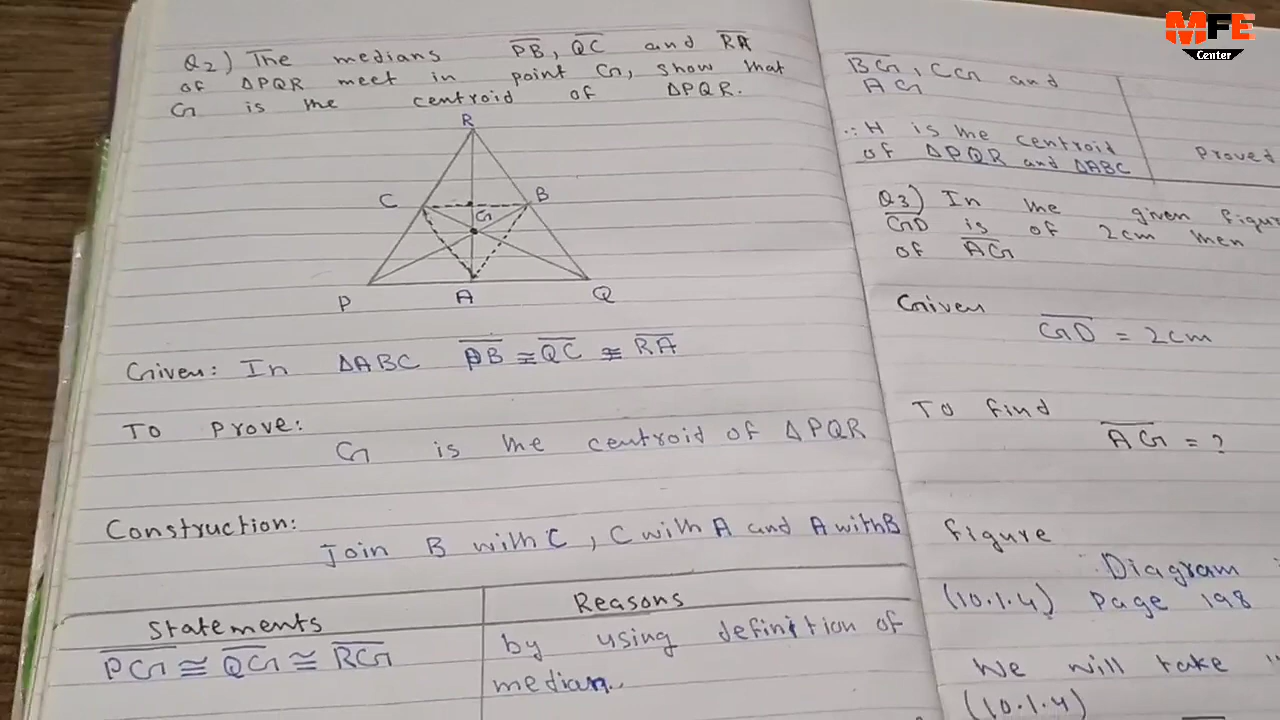 Q2) The medians PB, QC and RA
of ΔPQR meet in point G, show that
G is the centroid of ΔPQR.
R
C
B
G
P
A
Q
Given: In ΔABC PB ≅ QC ≅ RA
To Prove:
G is the centroid of ΔPQR
Construction:
Join B with C, C with A and A with B
Statements
Reasons
PG ≅ QG ≅ RG
by using definition of
median.
BG, CG and
AG
∴ H is the centroid
of ΔPQR and ΔABC
Proved
Q3) In the given figu
GD is of 2cm then
of AG
Given
GD = 2cm
To find
AG = ?
figure
Diagram
(10.1.4) Page 198
We will take
(10.1.4)
MFE
Center